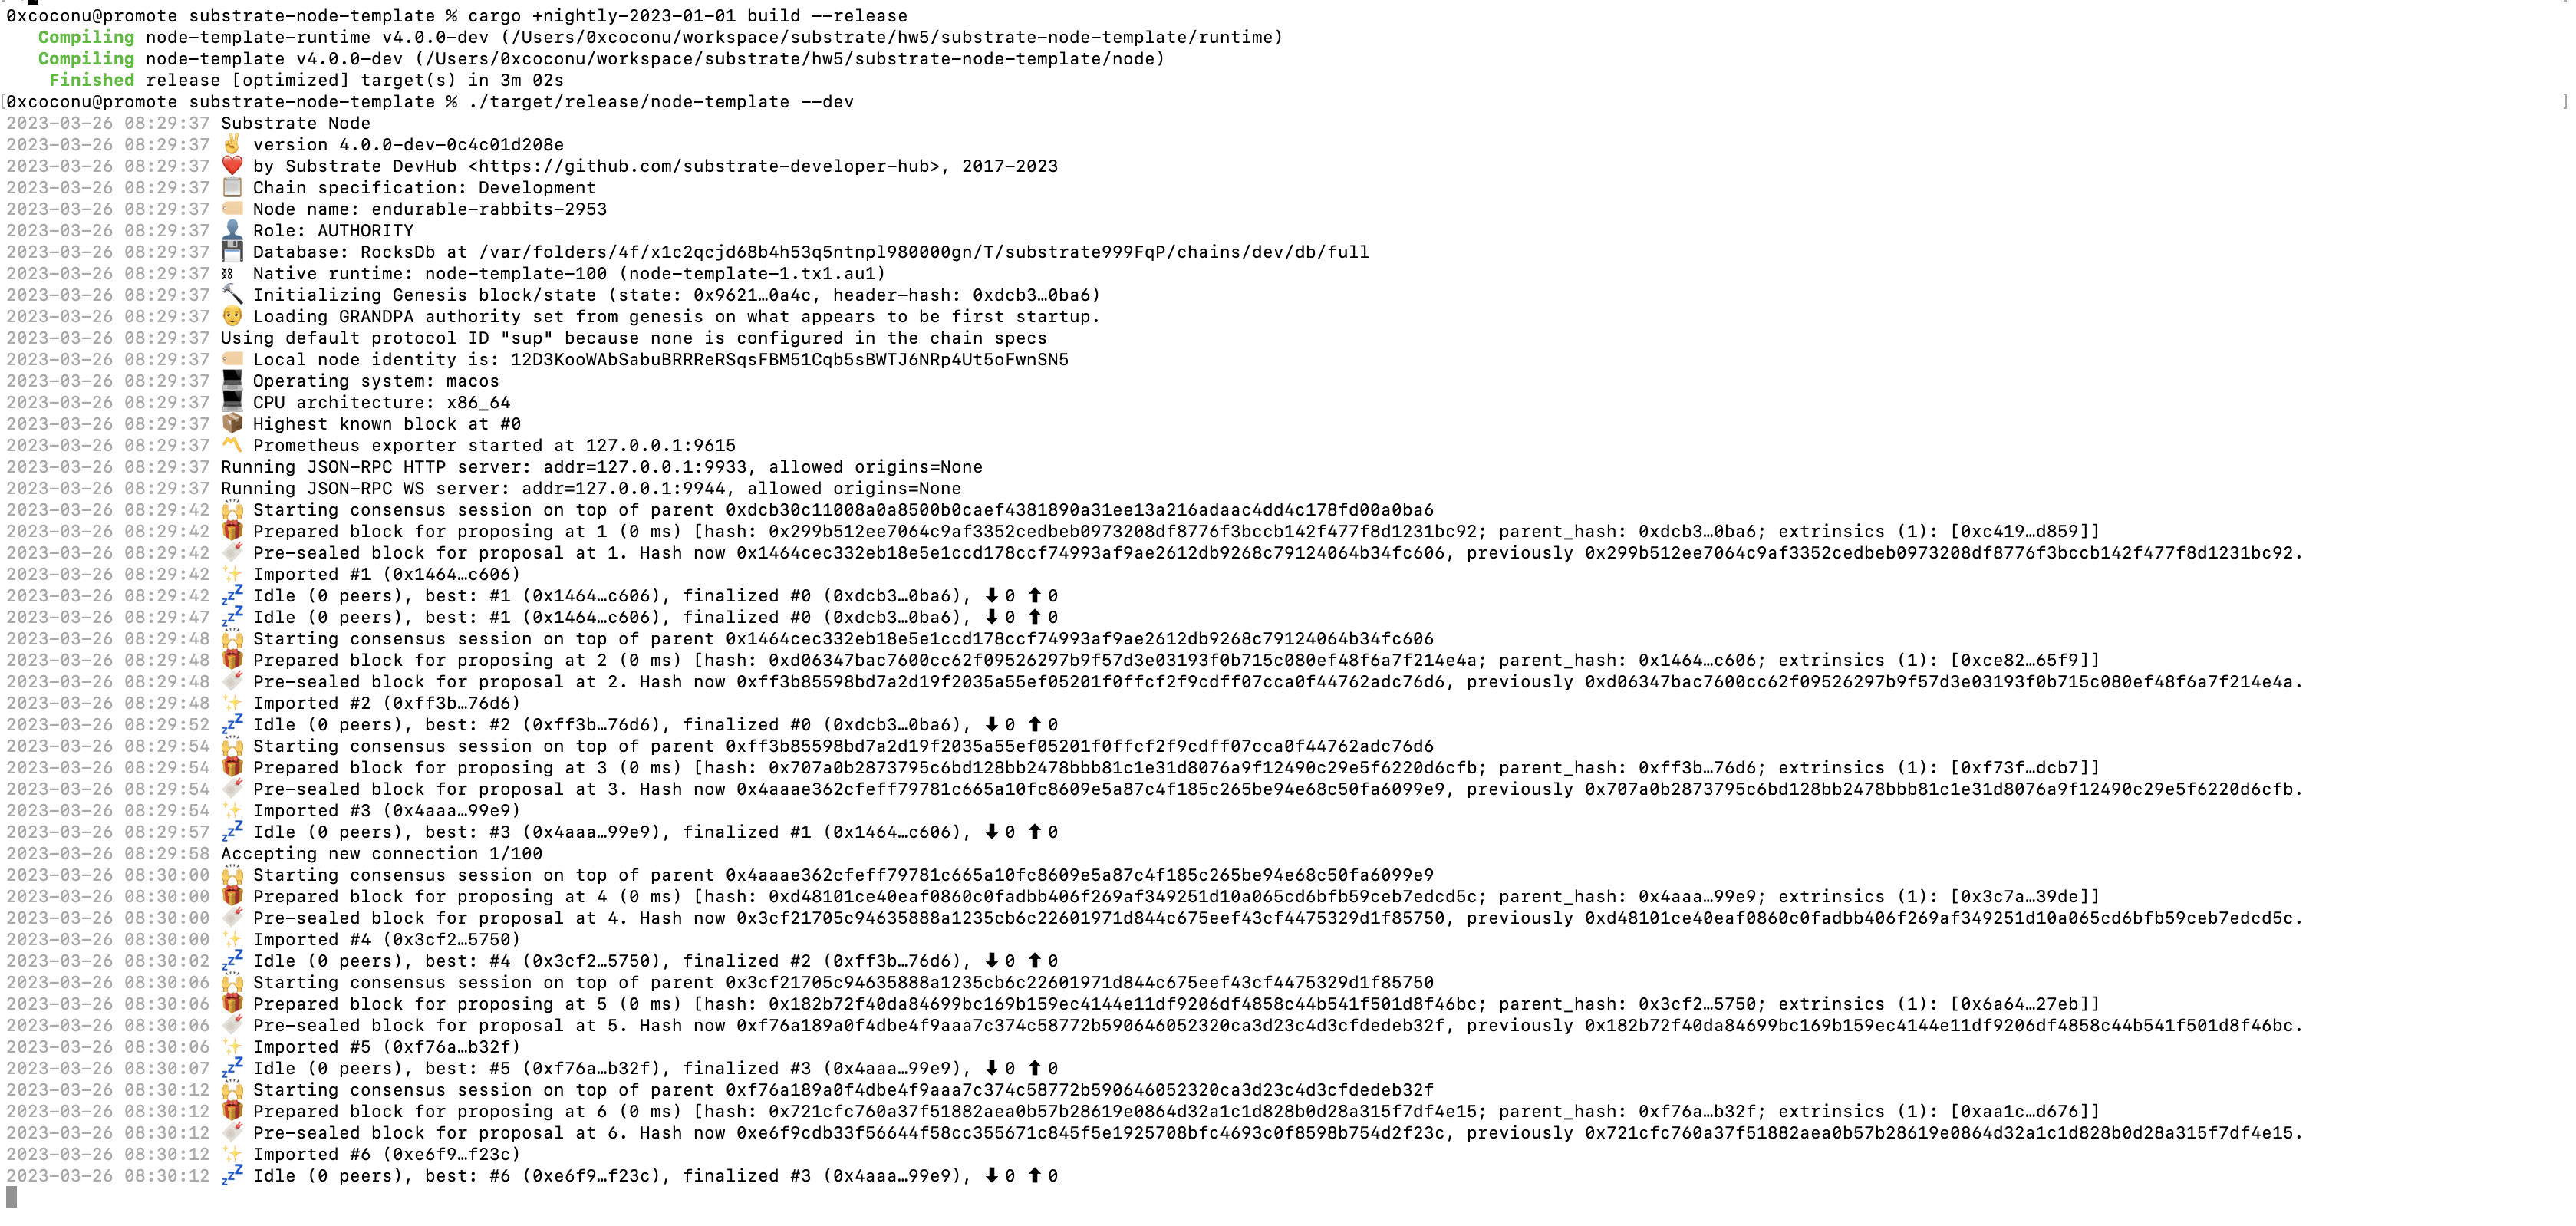 0xcoconu@promote substrate-node-template % cargo +nightly-2023-01-01 build --release
Compiling node-template-runtime v4.0.0-dev (/Users/0xcoconu/workspace/substrate/hw5/substrate-node-template/runtime)
Compiling node-template v4.0.0-dev (/Users/0xcoconu/workspace/substrate/hw5/substrate-node-template/node)
Finished release [optimized] target(s) in 3m 02s
[0xcoconu@promote substrate-node-template % ./target/release/node-template --dev ]
2023-03-26 08:29:37 Substrate Node
2023-03-26 08:29:37 ✌️ version 4.0.0-dev-0c4c01d208e
2023-03-26 08:29:37 ❤️ by Substrate DevHub <https://github.com/substrate-developer-hub>, 2017-2023
2023-03-26 08:29:37 📋 Chain specification: Development
2023-03-26 08:29:37 🏷 Node name: endurable-rabbits-2953
2023-03-26 08:29:37 👤 Role: AUTHORITY
2023-03-26 08:29:37 💾 Database: RocksDb at /var/folders/4f/x1c2qcjd68b4h53q5ntnpl980000gn/T/substrate999FqP/chains/dev/db/full
2023-03-26 08:29:37 ⛓ Native runtime: node-template-100 (node-template-1.tx1.au1)
2023-03-26 08:29:37 🔨 Initializing Genesis block/state (state: 0x9621…0a4c, header-hash: 0xdcb3…0ba6)
2023-03-26 08:29:37 👴 Loading GRANDPA authority set from genesis on what appears to be first startup.
2023-03-26 08:29:37 Using default protocol ID "sup" because none is configured in the chain specs
2023-03-26 08:29:37 🏷 Local node identity is: 12D3KooWAbSabuBRRReRSqsFBM51Cqb5sBWTJ6NRp4Ut5oFwnSN5
2023-03-26 08:29:37 💻 Operating system: macos
2023-03-26 08:29:37 💻 CPU architecture: x86_64
2023-03-26 08:29:37 📦 Highest known block at #0
2023-03-26 08:29:37 〽️ Prometheus exporter started at 127.0.0.1:9615
2023-03-26 08:29:37 Running JSON-RPC HTTP server: addr=127.0.0.1:9933, allowed origins=None
2023-03-26 08:29:37 Running JSON-RPC WS server: addr=127.0.0.1:9944, allowed origins=None
2023-03-26 08:29:42 🙌 Starting consensus session on top of parent 0xdcb30c11008a0a8500b0caef4381890a31ee13a216adaac4dd4c178fd00a0ba6
2023-03-26 08:29:42 🎁 Prepared block for proposing at 1 (0 ms) [hash: 0x299b512ee7064c9af3352cedbeb0973208df8776f3bccb142f477f8d1231bc92; parent_hash: 0xdcb3…0ba6; extrinsics (1): [0xc419…d859]]
2023-03-26 08:29:42 🔖 Pre-sealed block for proposal at 1. Hash now 0x1464cec332eb18e5e1ccd178ccf74993af9ae2612db9268c79124064b34fc606, previously 0x299b512ee7064c9af3352cedbeb0973208df8776f3bccb142f477f8d1231bc92.
2023-03-26 08:29:42 ✨ Imported #1 (0x1464…c606)
2023-03-26 08:29:42 💤 Idle (0 peers), best: #1 (0x1464…c606), finalized #0 (0xdcb3…0ba6), ⬇ 0 ⬆ 0
2023-03-26 08:29:47 💤 Idle (0 peers), best: #1 (0x1464…c606), finalized #0 (0xdcb3…0ba6), ⬇ 0 ⬆ 0
2023-03-26 08:29:48 🙌 Starting consensus session on top of parent 0x1464cec332eb18e5e1ccd178ccf74993af9ae2612db9268c79124064b34fc606
2023-03-26 08:29:48 🎁 Prepared block for proposing at 2 (0 ms) [hash: 0xd06347bac7600cc62f09526297b9f57d3e03193f0b715c080ef48f6a7f214e4a; parent_hash: 0x1464…c606; extrinsics (1): [0xce82…65f9]]
2023-03-26 08:29:48 🔖 Pre-sealed block for proposal at 2. Hash now 0xff3b85598bd7a2d19f2035a55ef05201f0ffcf2f9cdff07cca0f44762adc76d6, previously 0xd06347bac7600cc62f09526297b9f57d3e03193f0b715c080ef48f6a7f214e4a.
2023-03-26 08:29:48 ✨ Imported #2 (0xff3b…76d6)
2023-03-26 08:29:52 💤 Idle (0 peers), best: #2 (0xff3b…76d6), finalized #0 (0xdcb3…0ba6), ⬇ 0 ⬆ 0
2023-03-26 08:29:54 🙌 Starting consensus session on top of parent 0xff3b85598bd7a2d19f2035a55ef05201f0ffcf2f9cdff07cca0f44762adc76d6
2023-03-26 08:29:54 🎁 Prepared block for proposing at 3 (0 ms) [hash: 0x707a0b2873795c6bd128bb2478bbb81c1e31d8076a9f12490c29e5f6220d6cfb; parent_hash: 0xff3b…76d6; extrinsics (1): [0xf73f…dcb7]]
2023-03-26 08:29:54 🔖 Pre-sealed block for proposal at 3. Hash now 0x4aaae362cfeff79781c665a10fc8609e5a87c4f185c265be94e68c50fa6099e9, previously 0x707a0b2873795c6bd128bb2478bbb81c1e31d8076a9f12490c29e5f6220d6cfb.
2023-03-26 08:29:54 ✨ Imported #3 (0x4aaa…99e9)
2023-03-26 08:29:57 💤 Idle (0 peers), best: #3 (0x4aaa…99e9), finalized #1 (0x1464…c606), ⬇ 0 ⬆ 0
2023-03-26 08:29:58 Accepting new connection 1/100
2023-03-26 08:30:00 🙌 Starting consensus session on top of parent 0x4aaae362cfeff79781c665a10fc8609e5a87c4f185c265be94e68c50fa6099e9
2023-03-26 08:30:00 🎁 Prepared block for proposing at 4 (0 ms) [hash: 0xd48101ce40eaf0860c0fadbb406f269af349251d10a065cd6bfb59ceb7edcd5c; parent_hash: 0x4aaa…99e9; extrinsics (1): [0x3c7a…39de]]
2023-03-26 08:30:00 🔖 Pre-sealed block for proposal at 4. Hash now 0x3cf21705c94635888a1235cb6c22601971d844c675eef43cf4475329d1f85750, previously 0xd48101ce40eaf0860c0fadbb406f269af349251d10a065cd6bfb59ceb7edcd5c.
2023-03-26 08:30:00 ✨ Imported #4 (0x3cf2…5750)
2023-03-26 08:30:02 💤 Idle (0 peers), best: #4 (0x3cf2…5750), finalized #2 (0xff3b…76d6), ⬇ 0 ⬆ 0
2023-03-26 08:30:06 🙌 Starting consensus session on top of parent 0x3cf21705c94635888a1235cb6c22601971d844c675eef43cf4475329d1f85750
2023-03-26 08:30:06 🎁 Prepared block for proposing at 5 (0 ms) [hash: 0x182b72f40da84699bc169b159ec4144e11df9206df4858c44b541f501d8f46bc; parent_hash: 0x3cf2…5750; extrinsics (1): [0x6a64…27eb]]
2023-03-26 08:30:06 🔖 Pre-sealed block for proposal at 5. Hash now 0xf76a189a0f4dbe4f9aaa7c374c58772b590646052320ca3d23c4d3cfdedeb32f, previously 0x182b72f40da84699bc169b159ec4144e11df9206df4858c44b541f501d8f46bc.
2023-03-26 08:30:06 ✨ Imported #5 (0xf76a…b32f)
2023-03-26 08:30:07 💤 Idle (0 peers), best: #5 (0xf76a…b32f), finalized #3 (0x4aaa…99e9), ⬇ 0 ⬆ 0
2023-03-26 08:30:12 🙌 Starting consensus session on top of parent 0xf76a189a0f4dbe4f9aaa7c374c58772b590646052320ca3d23c4d3cfdedeb32f
2023-03-26 08:30:12 🎁 Prepared block for proposing at 6 (0 ms) [hash: 0x721cfc760a37f51882aea0b57b28619e0864d32a1c1d828b0d28a315f7df4e15; parent_hash: 0xf76a…b32f; extrinsics (1): [0xaa1c…d676]]
2023-03-26 08:30:12 🔖 Pre-sealed block for proposal at 6. Hash now 0xe6f9cdb33f56644f58cc355671c845f5e1925708bfc4693c0f8598b754d2f23c, previously 0x721cfc760a37f51882aea0b57b28619e0864d32a1c1d828b0d28a315f7df4e15.
2023-03-26 08:30:12 ✨ Imported #6 (0xe6f9…f23c)
2023-03-26 08:30:12 💤 Idle (0 peers), best: #6 (0xe6f9…f23c), finalized #3 (0x4aaa…99e9), ⬇ 0 ⬆ 0